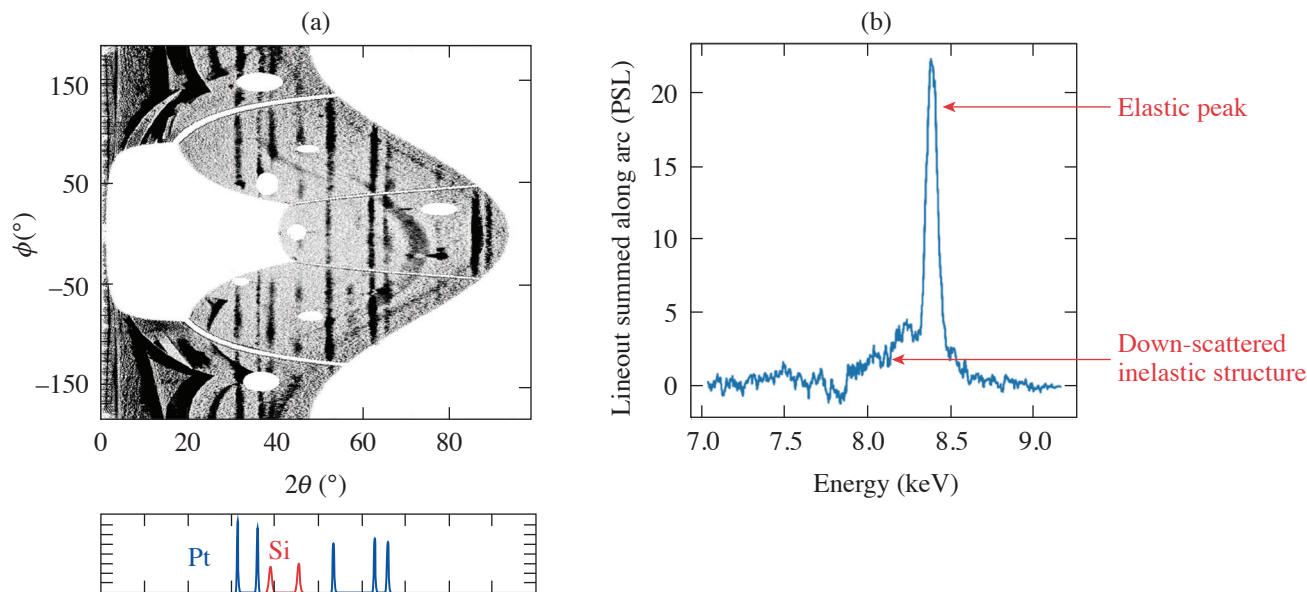 (a)
150
50
−50
−150
ϕ(°)
0 20 40 60 80
2θ (°)
Pt
Si
(b)
20
15
10
5
0
Lineout summed along arc (PSL)
7.0 7.5 8.0 8.5 9.0
Energy (keV)
Elastic peak
Down-scattered
inelastic structure